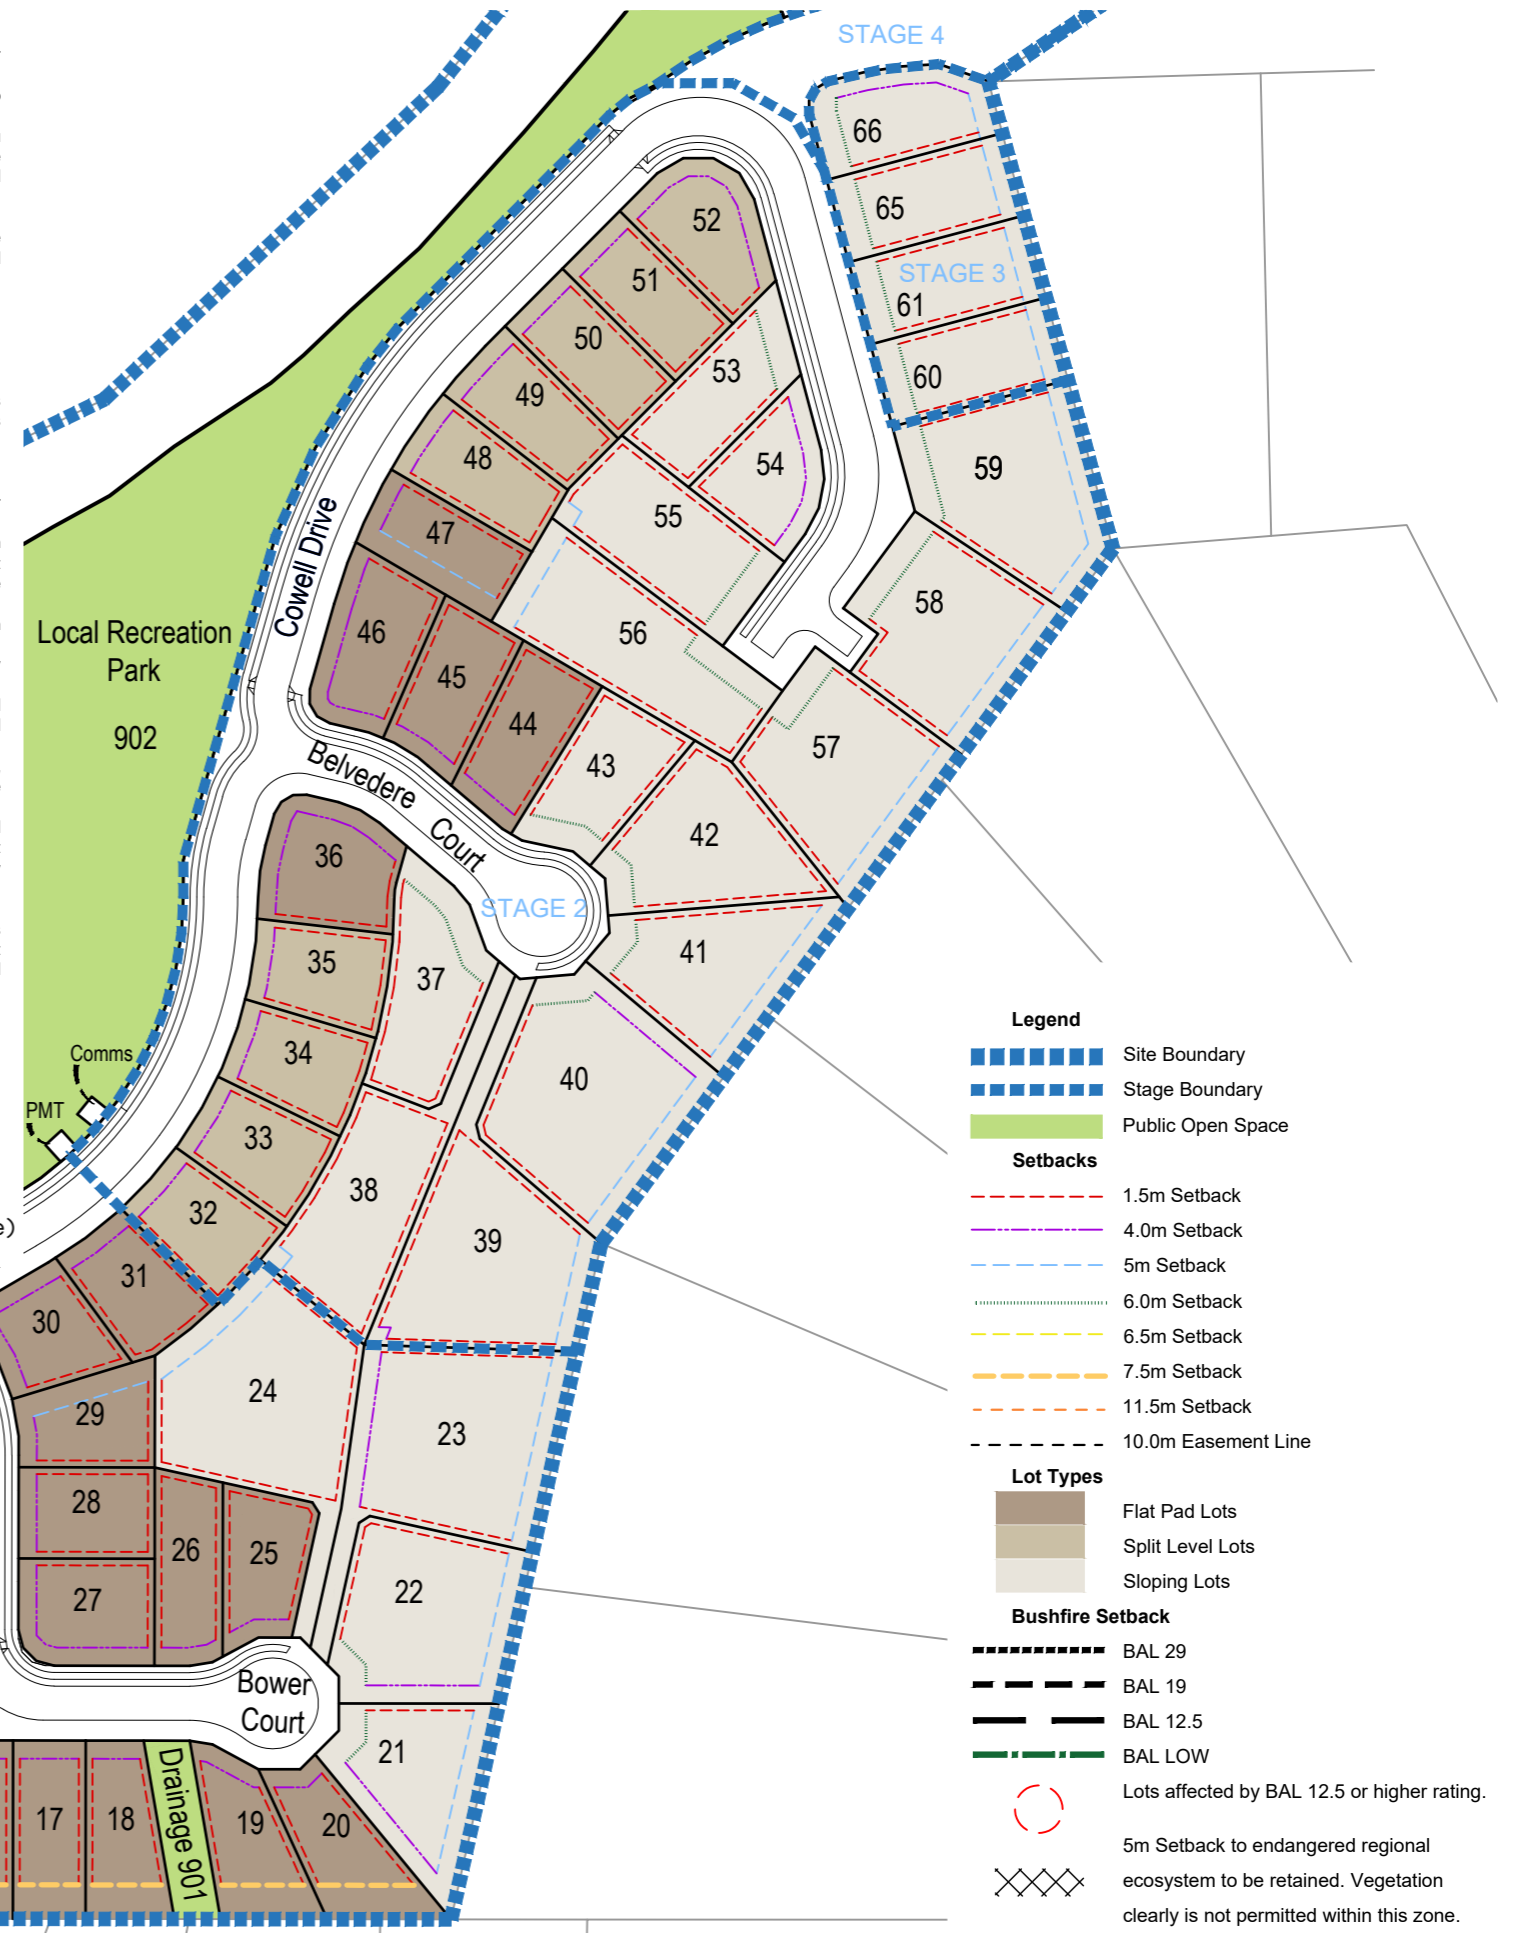 STAGE 4
66
65
STAGE 3
61
60
59
58
52
51
50
49
48
47
53
54
55
56
57
46
45
44
43
42
41
40
Cowell Drive
Local Recreation
Park
902
Belvedere
Court
STAGE 2
36
35
34
33
32
37
38
39
Comms
PMT
e)
31
30
29
28
27
26
25
24
23
22
21
Bower
Court
17
18
Drainage 901
19
20
Legend
Site Boundary
Stage Boundary
Public Open Space
Setbacks
1.5m Setback
4.0m Setback
5m Setback
6.0m Setback
6.5m Setback
7.5m Setback
11.5m Setback
10.0m Easement Line
Lot Types
Flat Pad Lots
Split Level Lots
Sloping Lots
Bushfire Setback
BAL 29
BAL 19
BAL 12.5
BAL LOW
Lots affected by BAL 12.5 or higher rating.
5m Setback to endangered regional
ecosystem to be retained. Vegetation
clearly is not permitted within this zone.